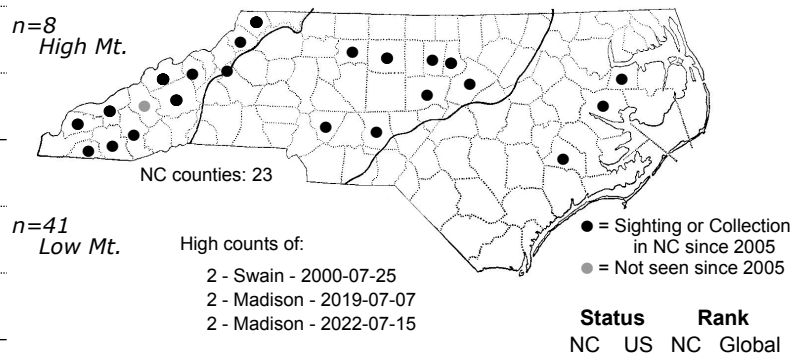 n=8
High Mt.
NC counties: 23
n=41
Low Mt.
High counts of:
2 - Swain - 2000-07-25
2 - Madison - 2019-07-07
2 - Madison - 2022-07-15
= Sighting or Collection
in NC since 2005
= Not seen since 2005
Status Rank
NC US NC Global